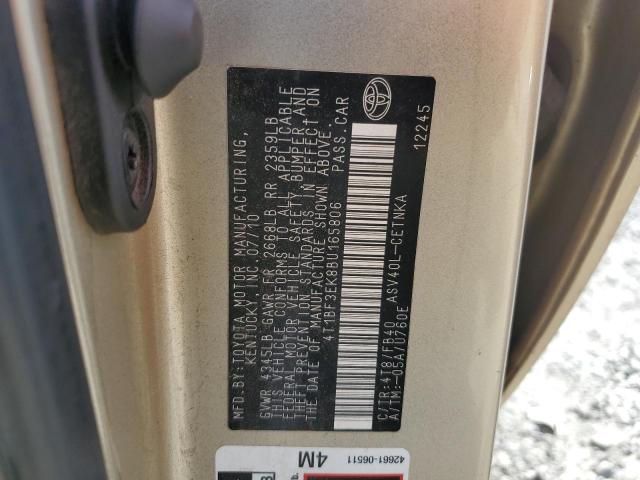 MFD.BY:TOYOTA MOTOR MANUFACTURING,
KENTUCKY, INC. 07/10
GVWR 4345LB GAWR FR 2668LB RR 2359LB
THIS VEHICLE CONFORMS TO ALL APPLICABLE
FEDERAL MOTOR VEHICLE SAFETY, BUMPER, AND
THEFT PREVENTION STANDARDS IN EFFECT ON
THE DATE OF MANUFACTURE SHOWN ABOVE.
4T1BF3EK8BU165806 PASS.CAR
C/TR:4T8/FB40 ASV40L-CETNKA
A/TM:-05A/U760E 12245
4M
42661-06511